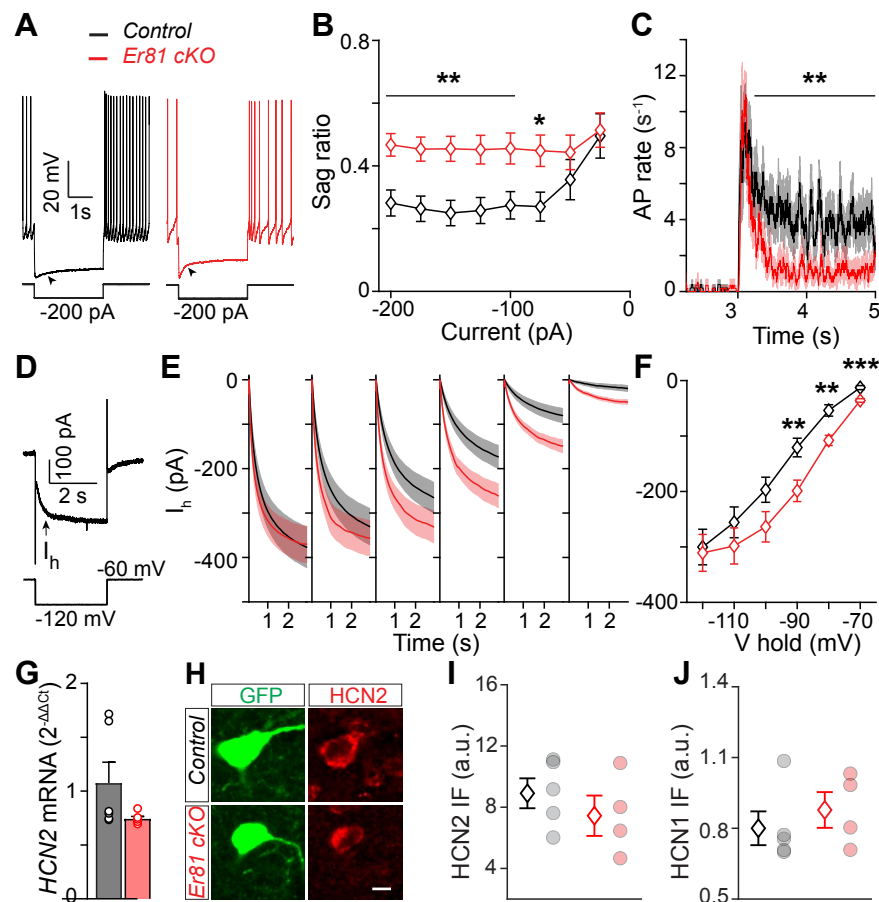 A
Control
Er81 cKO
20 mV
1s
-200 pA
-200 pA
B
**
*
Sag ratio
0.8
0.4
0
-200
-100
0
Current (pA)
C
**
AP rate (s-1)
12
8
4
0
3
4
5
Time (s)
D
100 pA
2 s
Ih
-60 mV
-120 mV
E
Ih (pA)
0
-200
-400
1 2
1 2
1 2
1 2
1 2
1 2
Time (s)
F
***
**
**
0
-200
-400
-110
-90
-70
V hold (mV)
G
HCN2 mRNA (2-ΔΔCt)
2
1
0
H
GFP
HCN2
Control
Er81 cKO
I
HCN2 IF (a.u.)
16
12
8
4
J
HCN1 IF (a.u.)
1.4
1.1
0.8
0.5